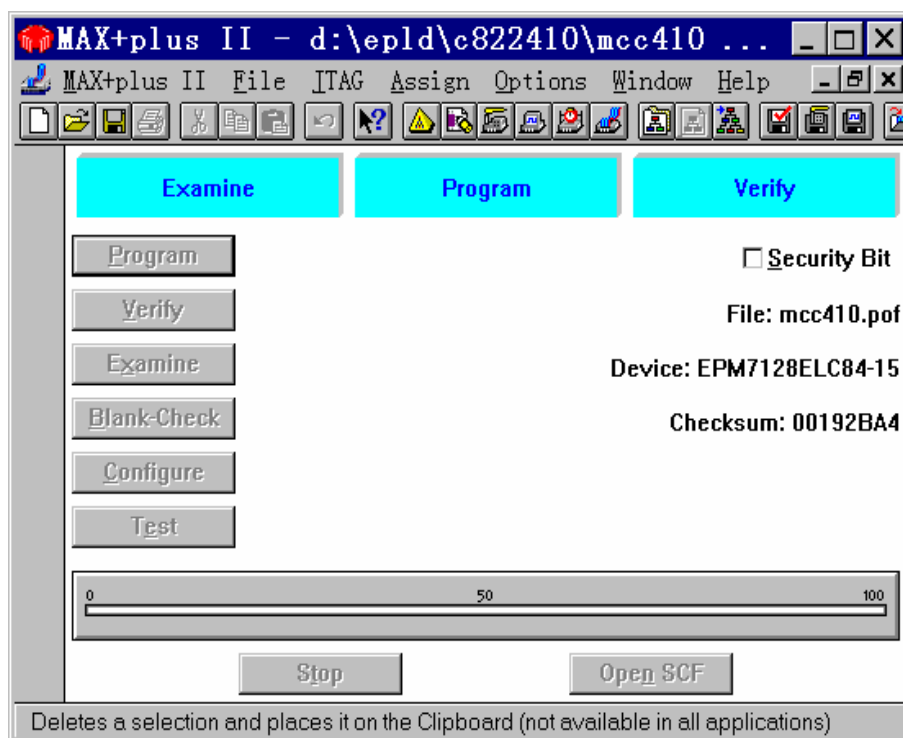 MAX+plus II - d:\epld\c822410\mcc410 ...
MAX+plus II File JTAG Assign Options Window Help
Examine Program Verify
Program
Security Bit
Verify
File: mcc410.pof
Examine
Device: EPM7128ELC84-15
Blank-Check
Checksum: 00192BA4
Configure
Test
0 50 100
Stop Open SCF
Deletes a selection and places it on the Clipboard (not available in all applications)